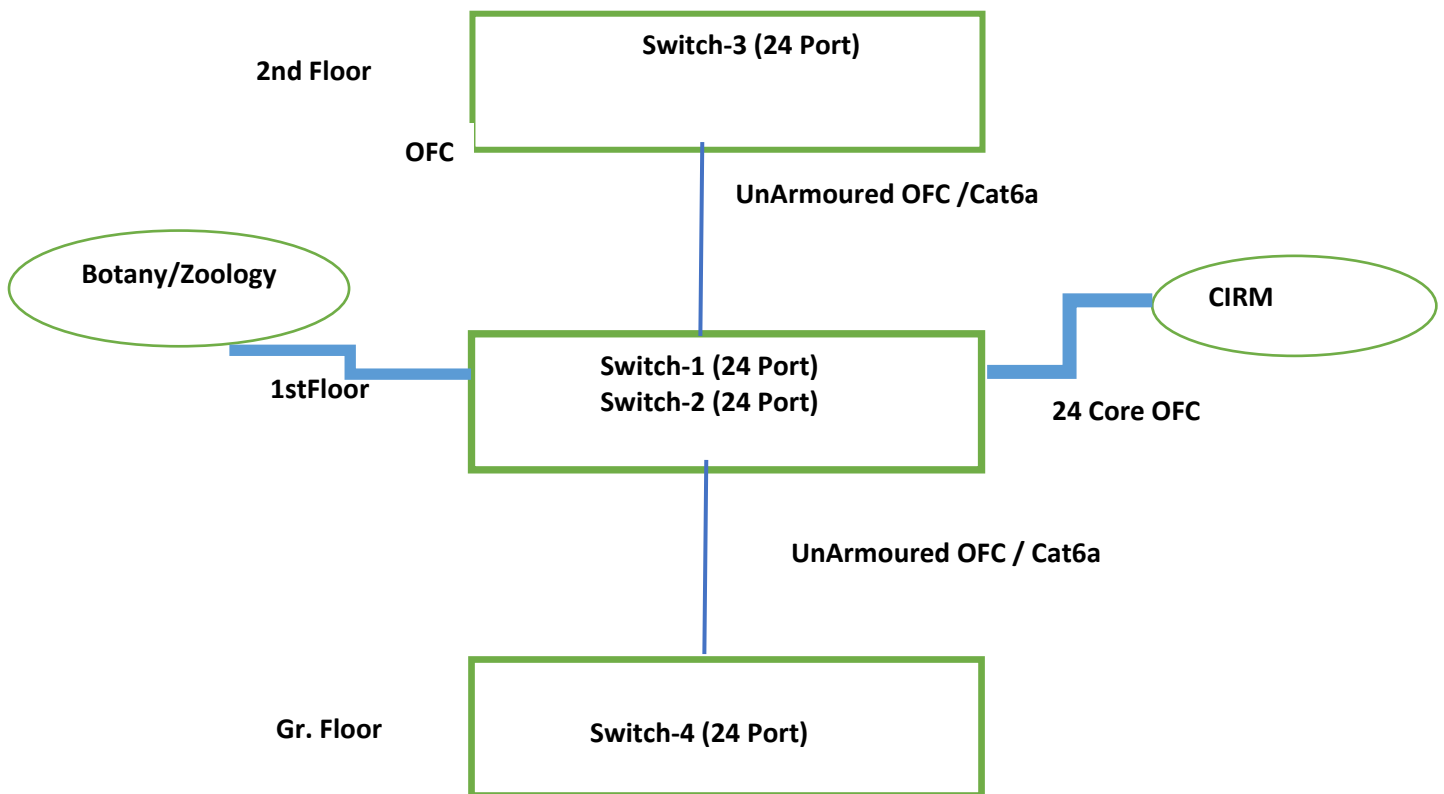 Switch-3 (24 Port)
2nd Floor
OFC
UnArmoured OFC /Cat6a
Botany/Zoology
CIRM
Switch-1 (24 Port)
Switch-2 (24 Port)
1stFloor
24 Core OFC
UnArmoured OFC / Cat6a
Gr. Floor
Switch-4 (24 Port)